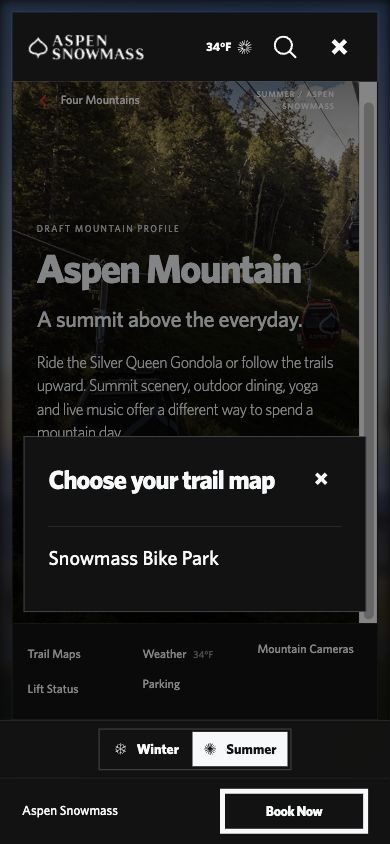 ASPEN
SNOWMASS
34°F
Four Mountains
SUMMER / ASPEN
SNOWMASS
DRAFT MOUNTAIN PROFILE
Aspen Mountain
A summit above the everyday.
Ride the Silver Queen Gondola or follow the trails
upward. Summit scenery, outdoor dining, yoga
and live music offer a different way to spend a
mountain day.
Choose your trail map
Snowmass Bike Park
Trail Maps
Weather 34°F
Mountain Cameras
Lift Status
Parking
Winter
Summer
Aspen Snowmass
Book Now